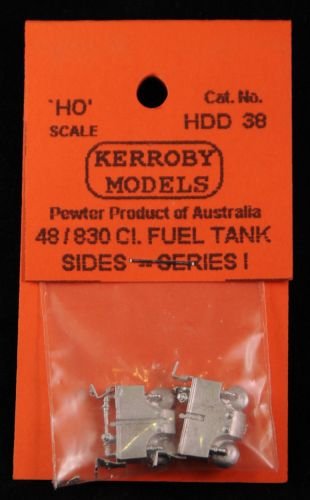 'HO'
SCALE
Cat. No.
HDD 38
KERROBY
MODELS
Pewter Product of Australia
48/830 Cl. FUEL TANK
SIDES -- SERIES I